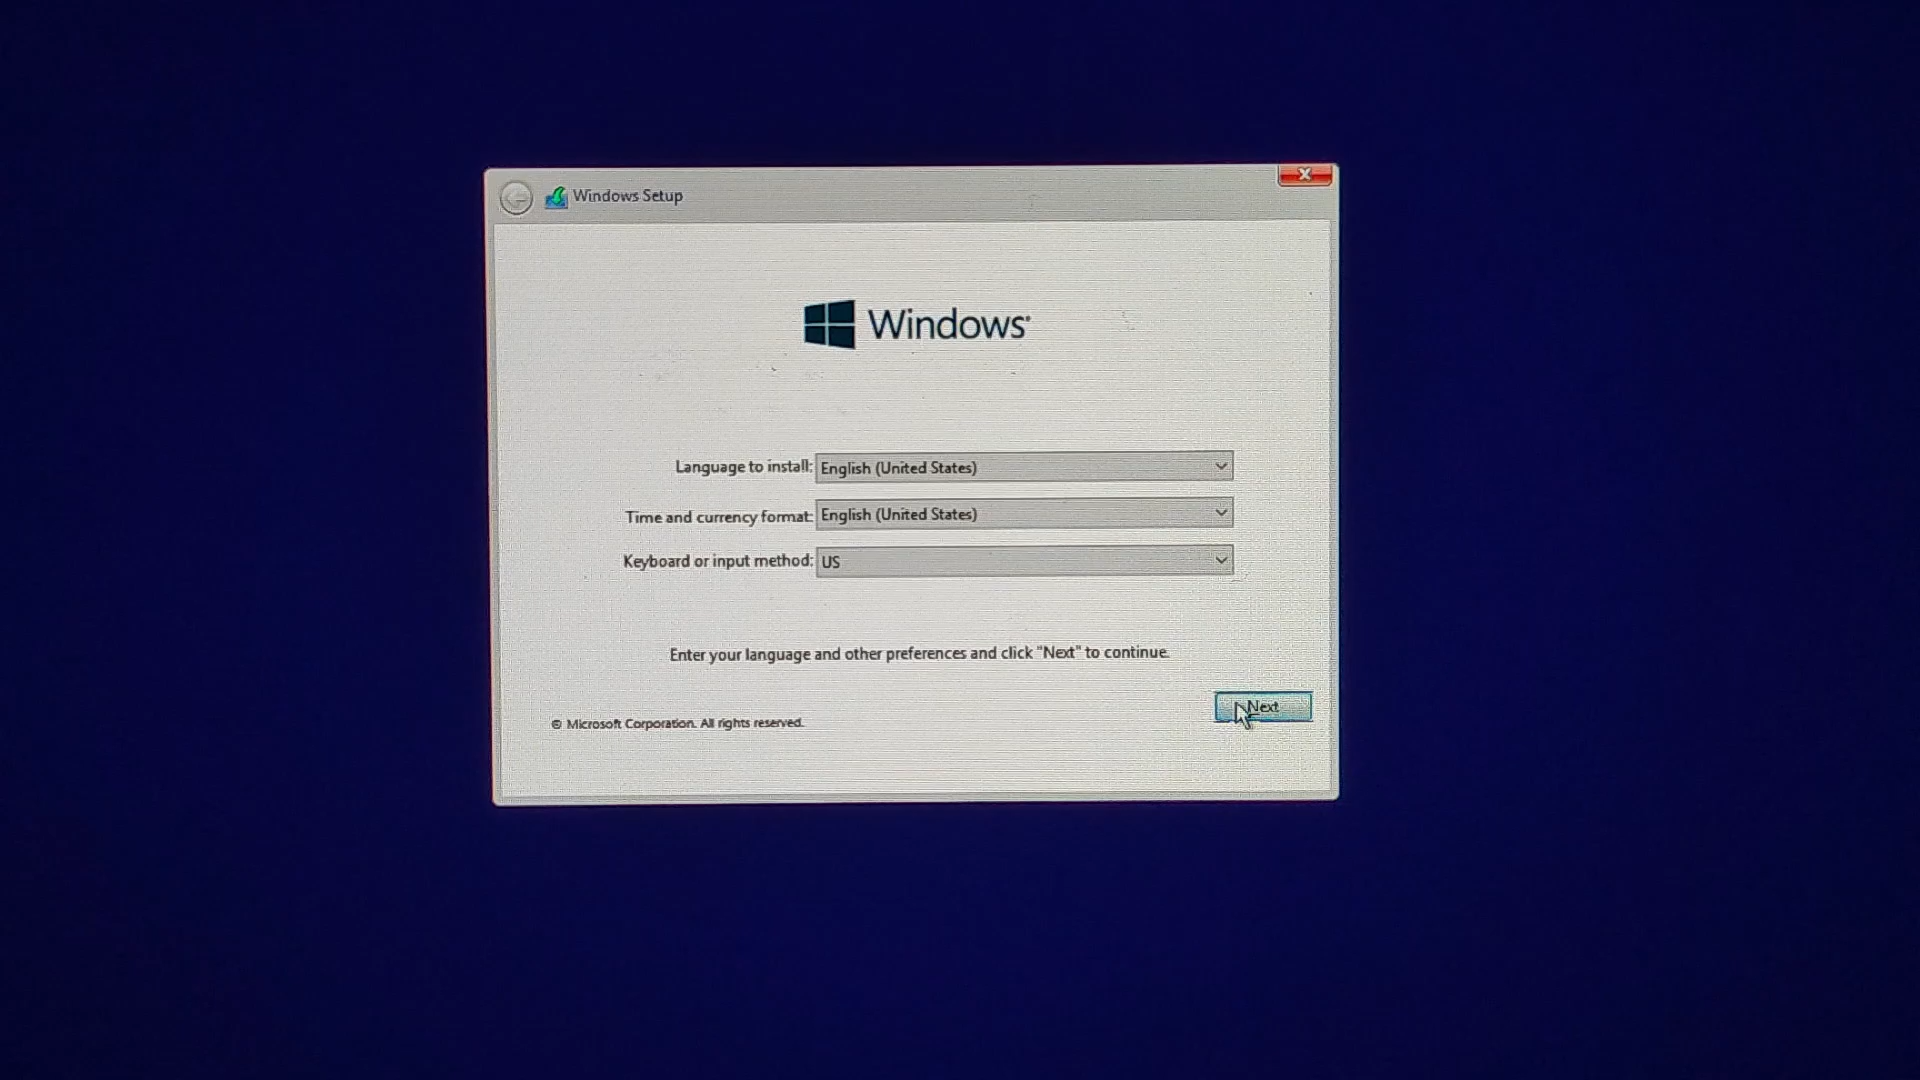 Windows Setup
Windows®
Language to install: English (United States)
Time and currency format: English (United States)
Keyboard or input method: US
Enter your language and other preferences and click "Next" to continue.
Next
© Microsoft Corporation. All rights reserved.